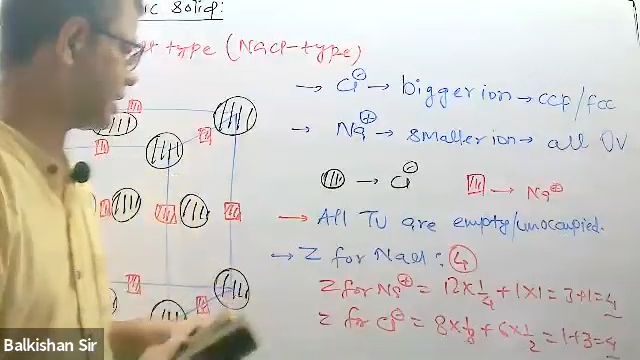 ic Solid:
type (NaCl-type)
→ Cl⊖ → bigger ion → CCP/fcc
→ Na⊕ → smaller ion → all OV
→ Cl⊖ → Na⊕
→ All TV are empty/unoccupied.
→ Z for NaCl : 4
Z for Na⊕ = 12×1/4 + 1×1 = 3+1 = 4
Z for Cl⊖ = 8×1/8 + 6×1/2 = 1+3 = 4
Balkishan Sir